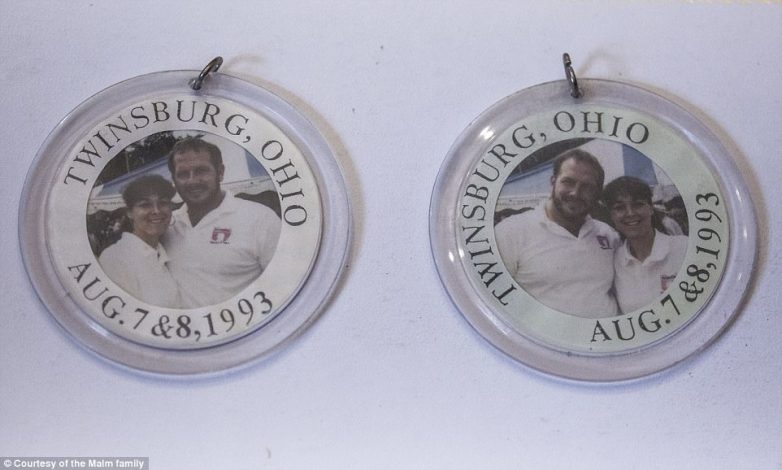 TWINSBURG, OHIO
AUG. 7 & 8, 1993
TWINSBURG, OHIO
AUG. 7 & 8, 1993
© Courtesy of the Malm family